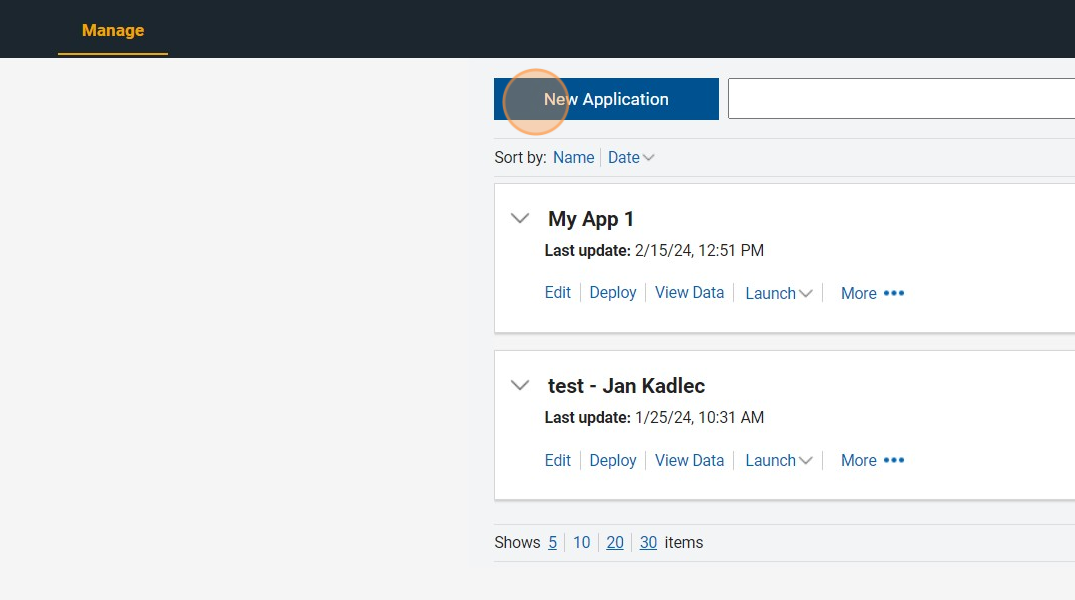 Manage
New Application
Sort by: Name Date
My App 1
Last update: 2/15/24, 12:51 PM
Edit Deploy View Data Launch More
test - Jan Kadlec
Last update: 1/25/24, 10:31 AM
Edit Deploy View Data Launch More
Shows 5 10 20 30 items